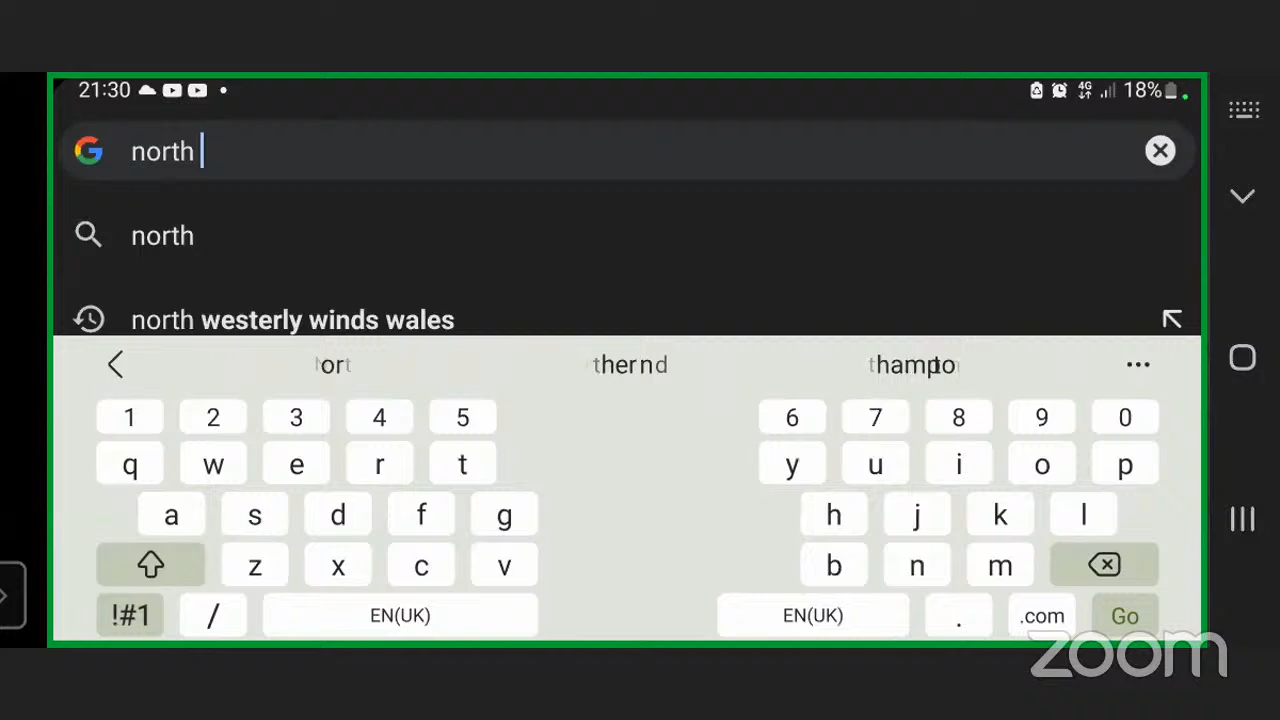 21:30 4G 18%
north
north
north westerly winds wales
1 2 3 4 5 6 7 8 9 0
q w e r t y u i o p
a s d f g h j k l
z x c v b n m
!#1 / EN(UK) EN(UK) . .com Go
zoom